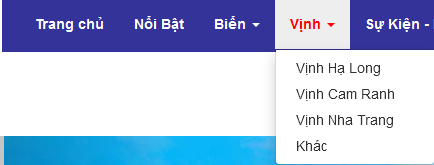 Trang chủ Nổi Bật Biển Vịnh Sự Kiện -
Vịnh Hạ Long
Vịnh Cam Ranh
Vịnh Nha Trang
Khác